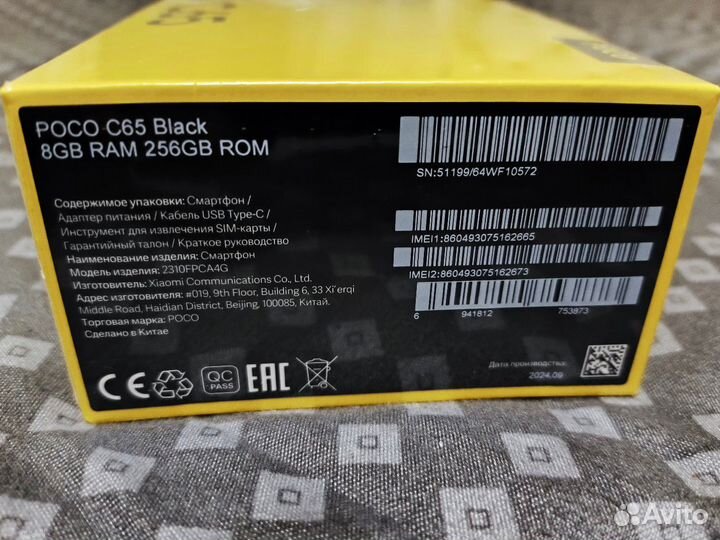 POCO C65 Black
8GB RAM 256GB ROM
SN:51199/64WF10572
Содержимое упаковки: Смартфон /
Адаптер питания / Кабель USB Type-C /
Инструмент для извлечения SIM-карты /
Гарантийный талон / Краткое руководство
Наименование изделия: Смартфон
Модель изделия: 2310FPCA4G
Изготовитель: Xiaomi Communications Co., Ltd.
Адрес изготовителя: #019, 9th Floor, Building 6, 33 Xi'erqi
Middle Road, Haidian District, Beijing, 100085, Китай.
Торговая марка: POCO
Сделано в Китае
IMEI1:860493075162665
IMEI2:860493075162673
6 941812 753873
CE
QC
PASS
EAC
Дата производства:
2024.09
Avito